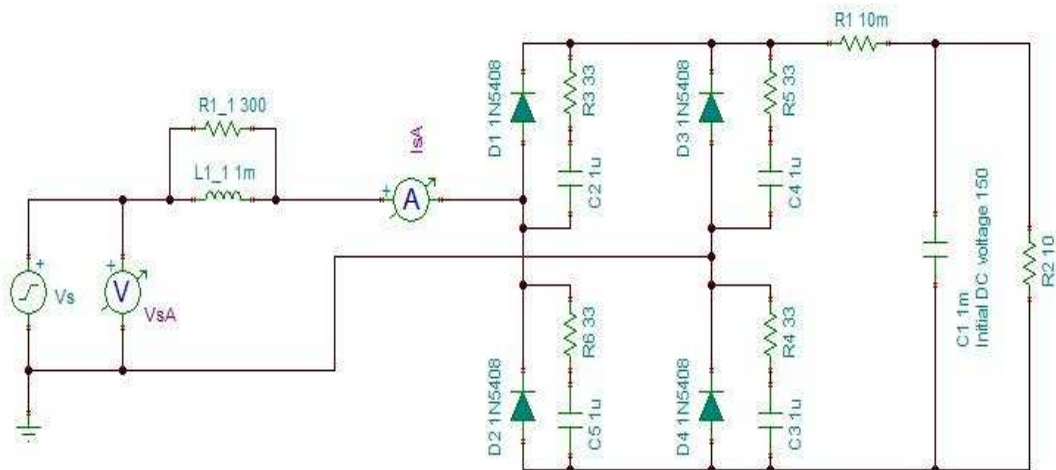 R1 10m
R1_1 300
L1_1 1m
IsA
+
A
D1 1N5408
R3 33
C2 1u
D3 1N5408
R5 33
C4 1u
+
Vs
+
V
VsA
D2 1N5408
R6 33
C5 1u
D4 1N5408
R4 33
C3 1u
C1 1m
Initial DC voltage 150
R2 10